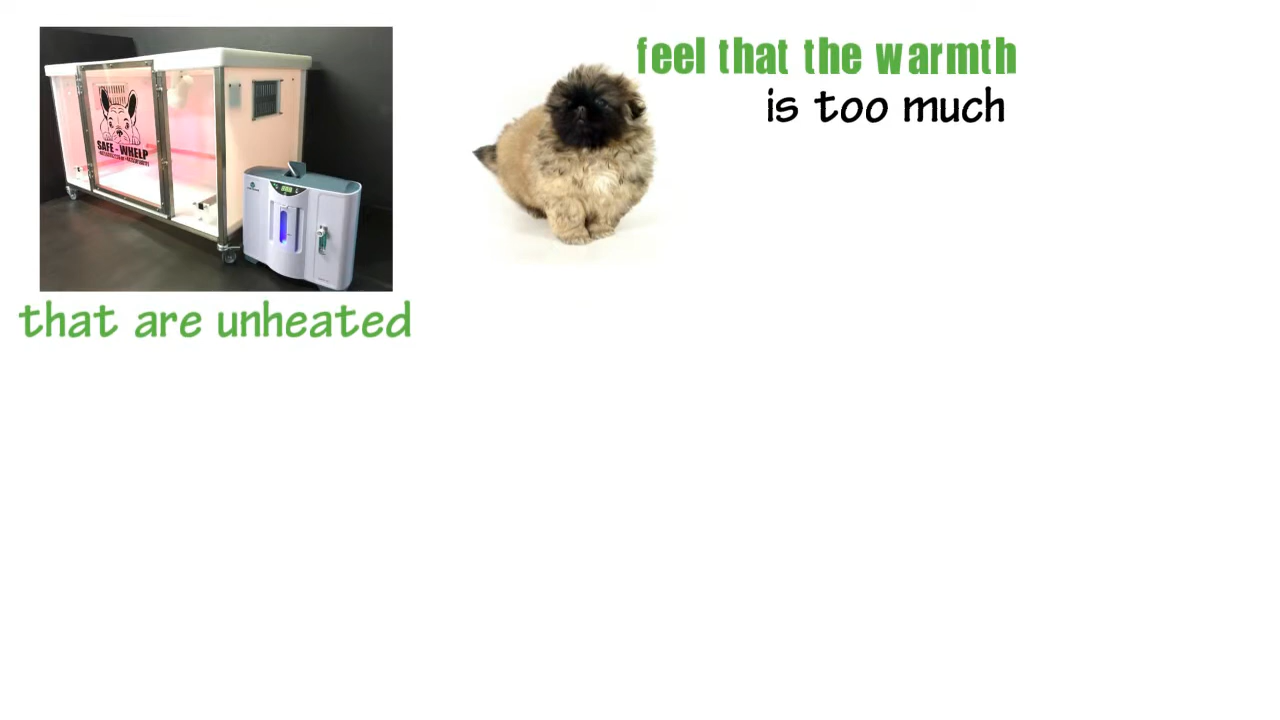 SAFE - WHELP
that are unheated
feel that the warmth
is too much